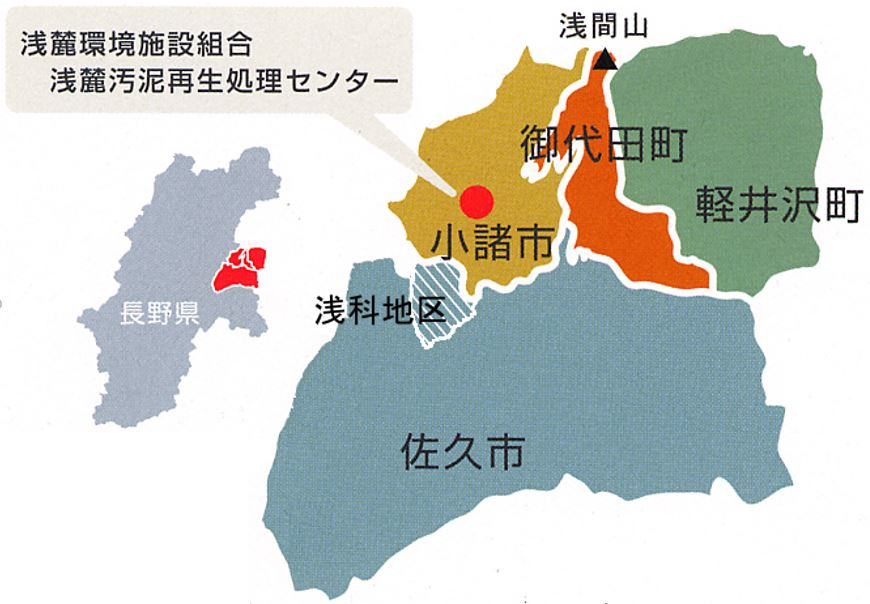 浅麓環境施設組合
浅麓汚泥再生処理センター
浅間山
御代田町
軽井沢町
小諸市
浅科地区
長野県
佐久市